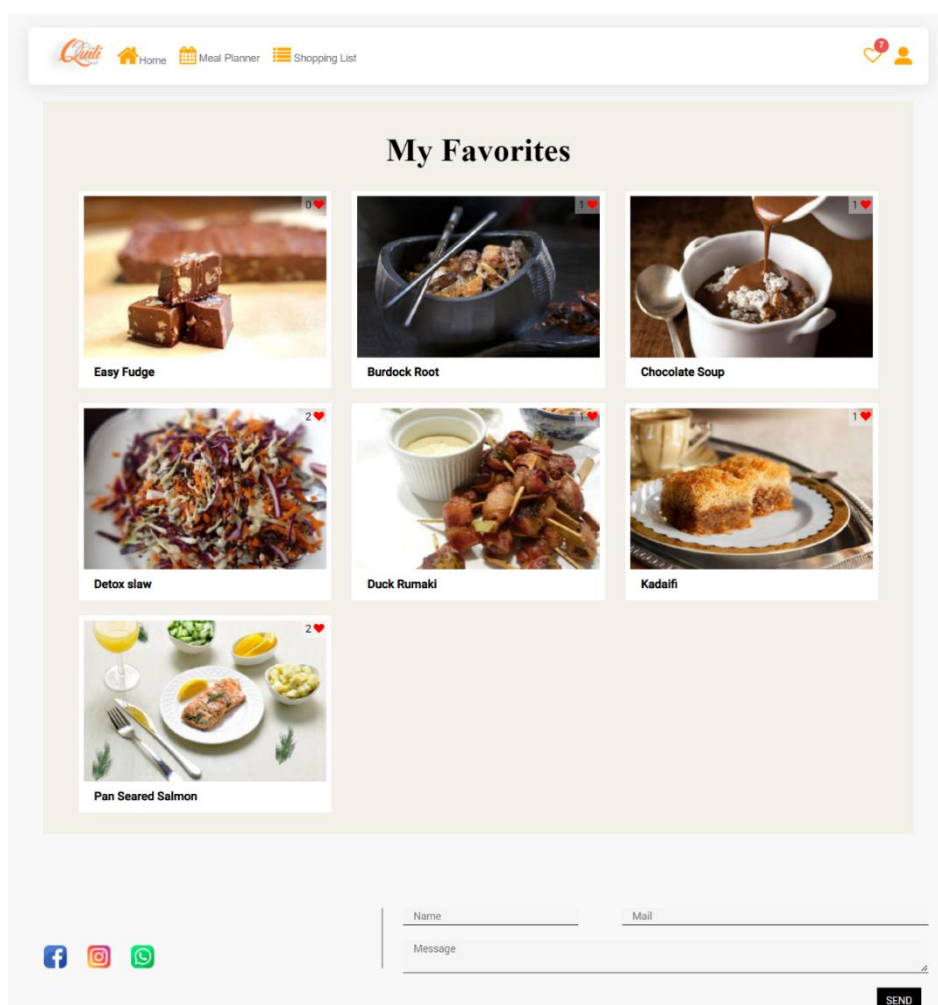 Quili
Home Meal Planner Shopping List 7
My Favorites
0 1 1
Easy Fudge Burdock Root Chocolate Soup
2 1 1
Detox slaw Duck Rumaki Kadaifi
2
Pan Seared Salmon
Name Mail
Message
SEND